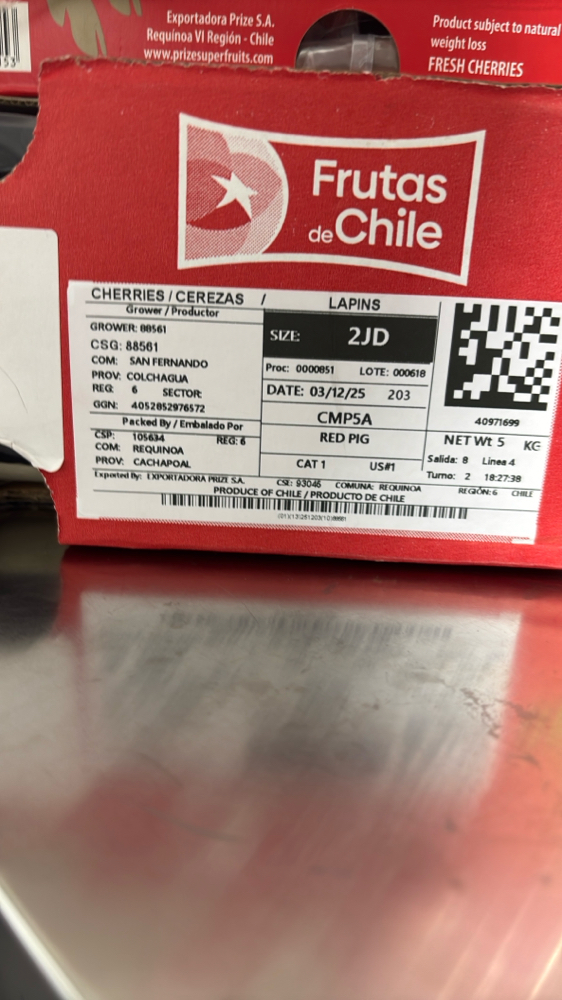 Exportadora Prize S.A.
Requínoa VI Región - Chile
www.prizesuperfruits.com
Product subject to natural
weight loss
FRESH CHERRIES
Frutas
de Chile
CHERRIES / CEREZAS / LAPINS
Grower / Productor
GROWER: 88561
CSG: 88561
COM: SAN FERNANDO
PROV: COLCHAGUA
REG: 6 SECTOR:
GGN: 4052852976572
Packed By / Embalado Por
CSP: 105634 REG: 6
COM: REQUINOA
PROV: CACHAPOAL
SIZE: 2JD
Proc: 0000851 LOTE: 000618
DATE: 03/12/25 203
CMP5A
RED PIG
CAT 1 US#1
40971699
NET Wt 5 KG
Salida: 8 Linea 4
Turno: 2 18:27:38
Exported By: EXPORTADORA PRIZE S.A. CSE: 93046 COMUNA: REQUINOA REGIÓN: 6 CHILE
PRODUCE OF CHILE / PRODUCTO DE CHILE